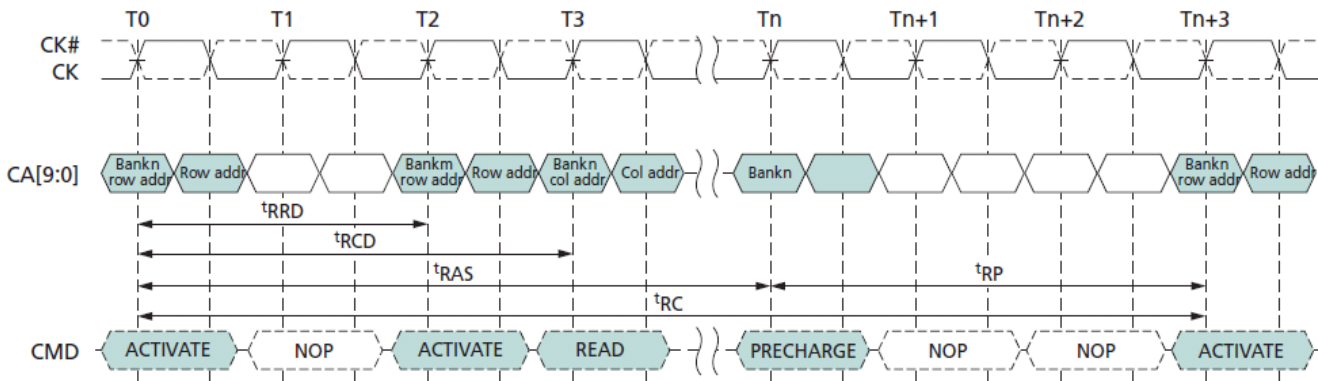 T0 T1 T2 T3 Tn Tn+1 Tn+2 Tn+3
CK#
CK
CA[9:0]
Bankn
row addr
Row addr
Bankm
row addr
Row addr
Bankn
col addr
Col addr
Bankn
Bankn
row addr
Row addr
tRRD
tRCD
tRAS
tRP
tRC
CMD ACTIVATE NOP ACTIVATE READ PRECHARGE NOP NOP ACTIVATE